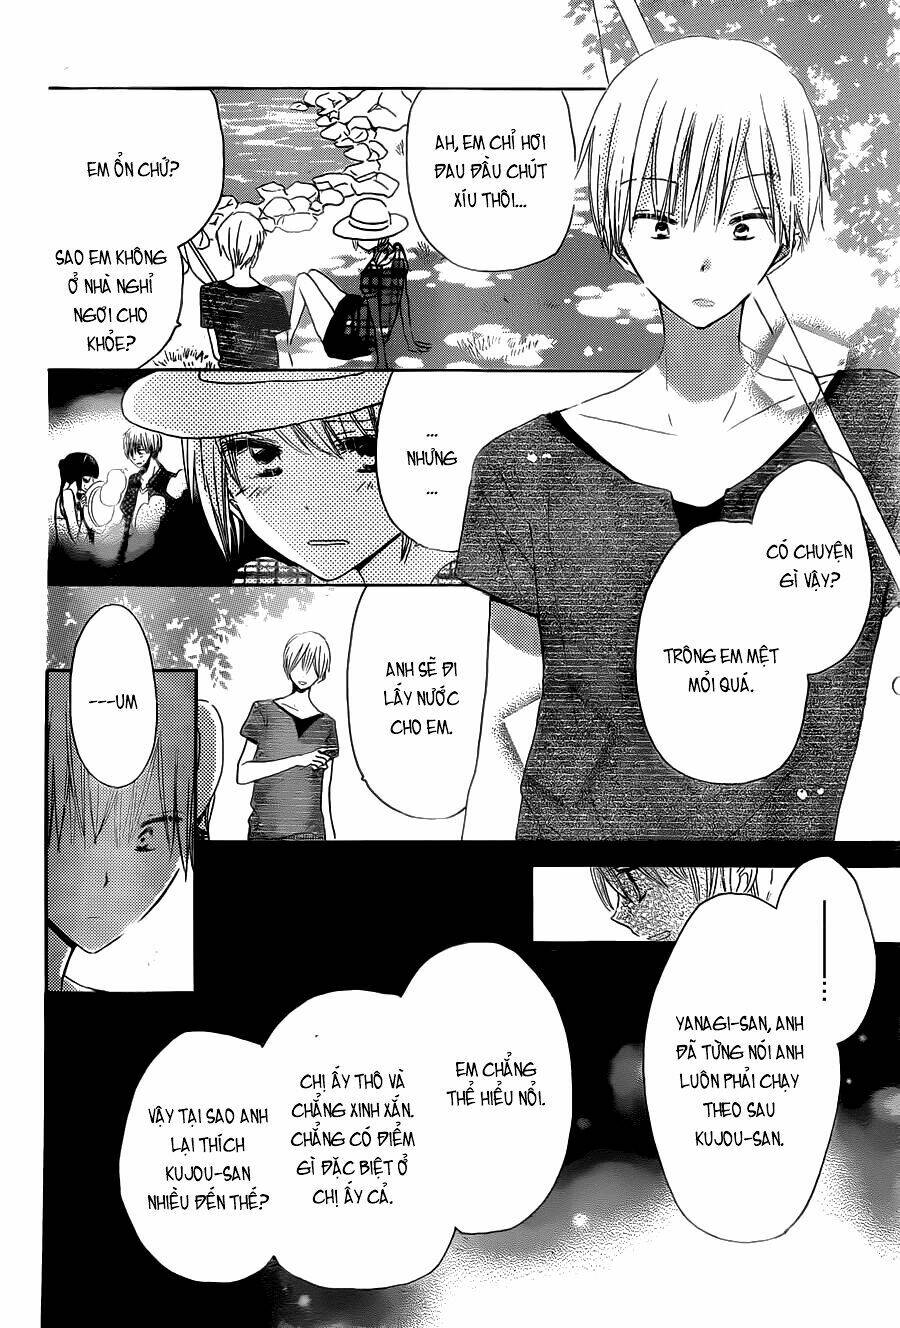 CÓ CHUYỆN
GÌ VẬY?
TRÔNG EM MỆT
MỎI QUÁ.
AH, EM CHỈ HƠI
ĐAU ĐẦU CHÚT
XÍU THÔI...
EM ỔN CHỨ?
SAO EM KHÔNG
Ở NHÀ NGHỈ
NGƠI CHO
KHỎE?
...
NHƯNG
...
ANH SẼ ĐI
LẤY NƯỚC
CHO EM.
---UM
...
YANAGI-SAN, ANH
ĐÃ TỪNG NÓI ANH
LUÔN PHẢI CHẠY
THEO SAU
KUJOU-SAN.
EM CHẲNG
THỂ HIỂU NỔI.
CHỊ ẤY THÔ VÀ
CHẲNG XINH XẮN.
CHẲNG CÓ ĐIỂM
GÌ ĐẶC BIỆT Ở
CHỊ ẤY CẢ.
VẬY TẠI SAO ANH
LẠI THÍCH
KUJOU-SAN
NHIỀU ĐẾN THẾ?